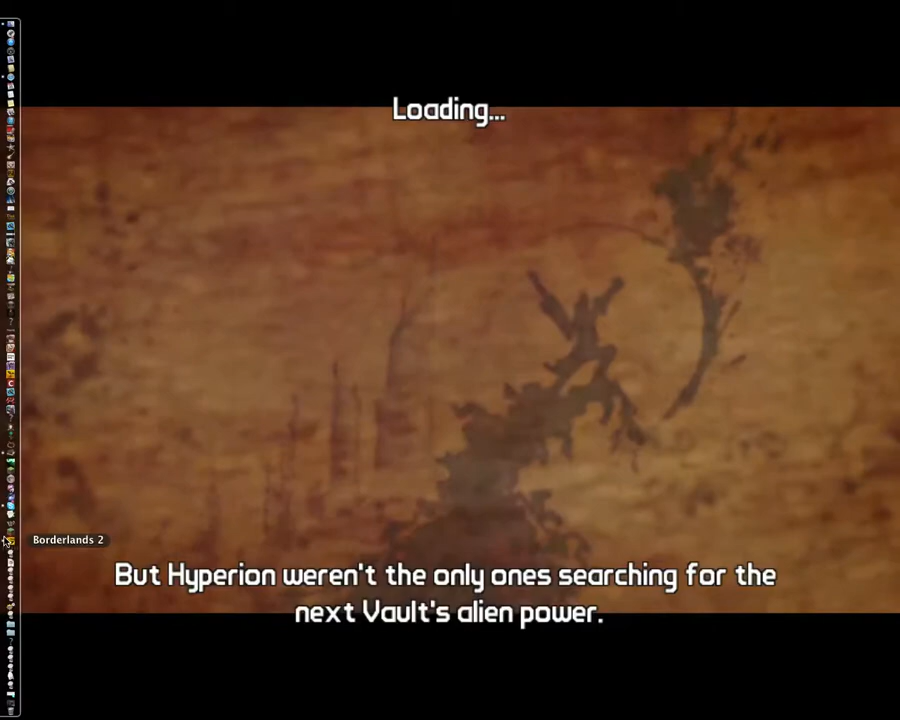 Loading...
Borderlands 2
But Hyperion weren't the only ones searching for the
next Vault's alien power.